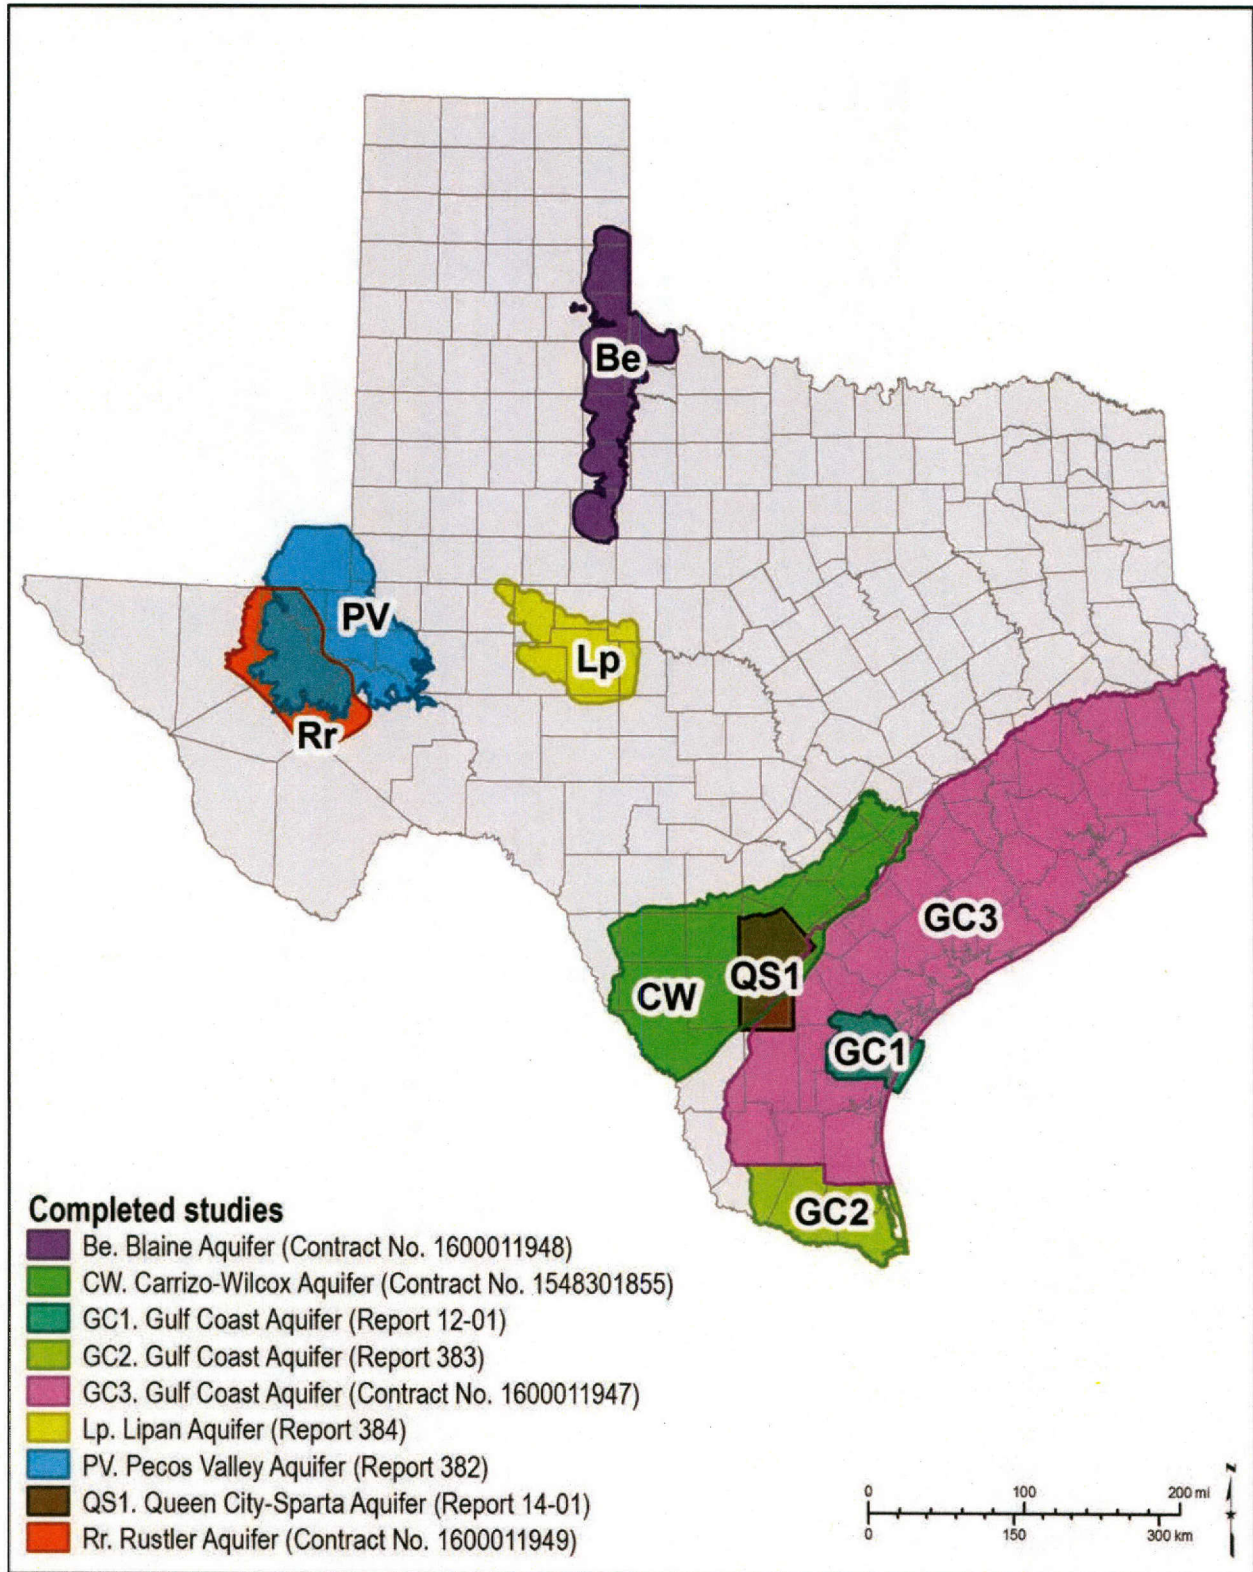 Be
PV
Lp
Rr
GC3
QS1
CW
GC1
GC2
Completed studies
Be. Blaine Aquifer (Contract No. 1600011948)
CW. Carrizo-Wilcox Aquifer (Contract No. 1548301855)
GC1. Gulf Coast Aquifer (Report 12-01)
GC2. Gulf Coast Aquifer (Report 383)
GC3. Gulf Coast Aquifer (Contract No. 1600011947)
Lp. Lipan Aquifer (Report 384)
PV. Pecos Valley Aquifer (Report 382)
QS1. Queen City-Sparta Aquifer (Report 14-01)
Rr. Rustler Aquifer (Contract No. 1600011949)
N
0 100 200 mi
0 150 300 km